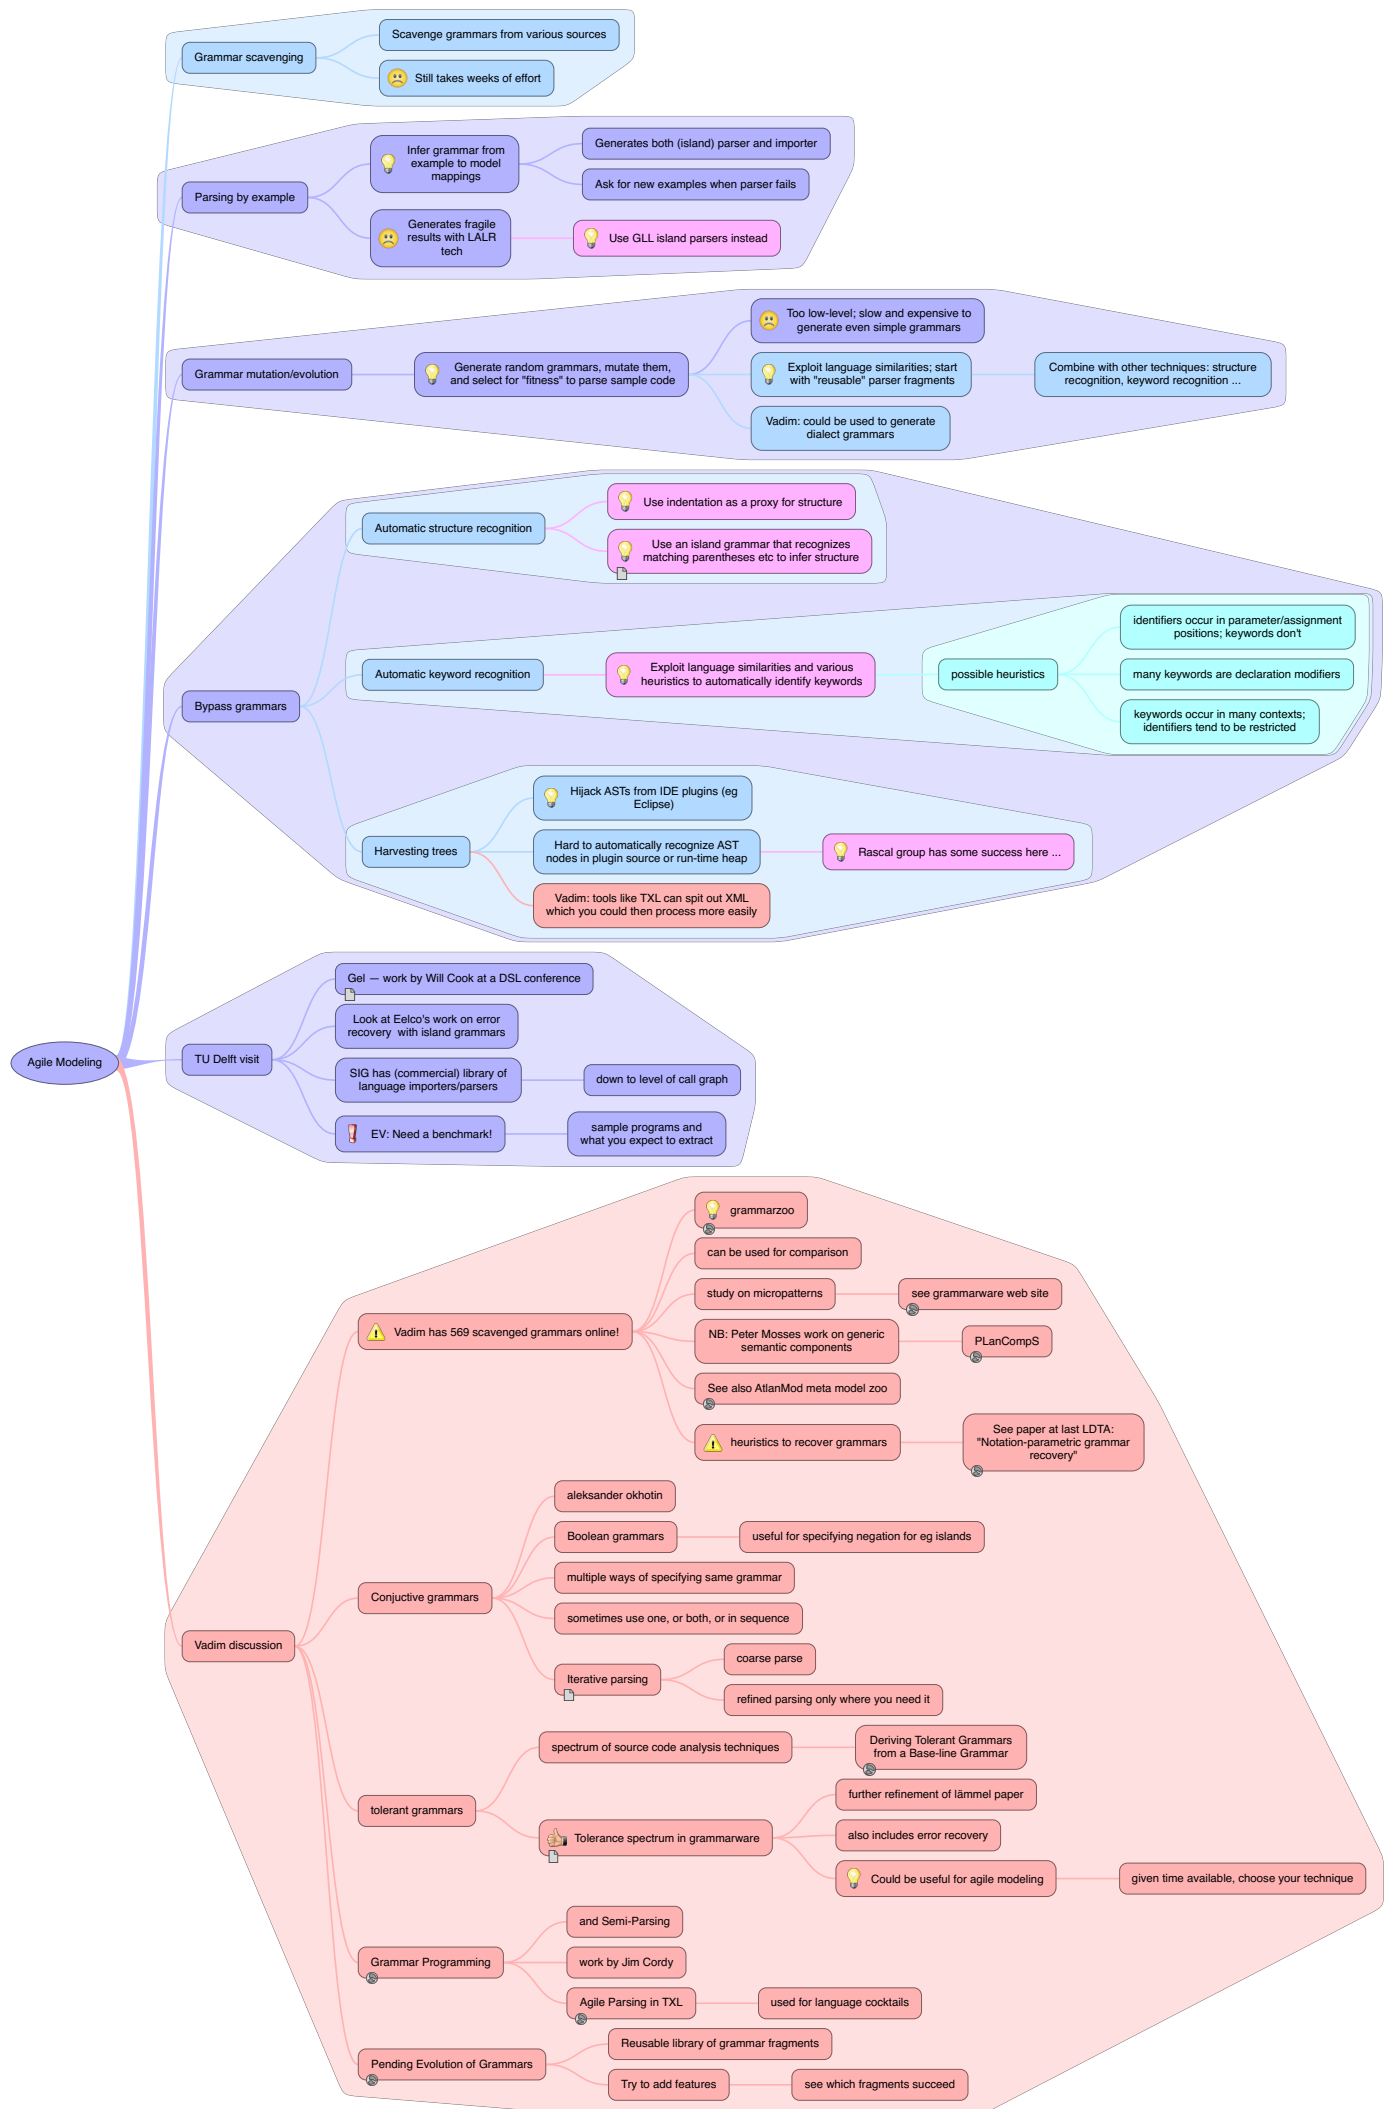 Agile Modeling
Grammar scavenging
Scavenge grammars from various sources
Still takes weeks of effort
Parsing by example
Infer grammar from
example to model
mappings
Generates both (island) parser and importer
Ask for new examples when parser fails
Generates fragile
results with LALR
tech
Use GLL island parsers instead
Grammar mutation/evolution
Generate random grammars, mutate them,
and select for "fitness" to parse sample code
Too low-level; slow and expensive to
generate even simple grammars
Exploit language similarities; start
with "reusable" parser fragments
Combine with other techniques: structure
recognition, keyword recognition ...
Vadim: could be used to generate
dialect grammars
Bypass grammars
Automatic structure recognition
Use indentation as a proxy for structure
Use an island grammar that recognizes
matching parentheses etc to infer structure
Automatic keyword recognition
Exploit language similarities and various
heuristics to automatically identify keywords
possible heuristics
identifiers occur in parameter/assignment
positions; keywords don't
many keywords are declaration modifiers
keywords occur in many contexts;
identifiers tend to be restricted
Harvesting trees
Hijack ASTs from IDE plugins (eg
Eclipse)
Hard to automatically recognize AST
nodes in plugin source or run-time heap
Rascal group has some success here ...
Vadim: tools like TXL can spit out XML
which you could then process more easily
TU Delft visit
Gel — work by Will Cook at a DSL conference
Look at Eelco's work on error
recovery  with island grammars
SIG has (commercial) library of
language importers/parsers
down to level of call graph
EV: Need a benchmark!
sample programs and
what you expect to extract
Vadim discussion
Vadim has 569 scavenged grammars online!
grammarzoo
can be used for comparison
study on micropatterns
see grammarware web site
NB: Peter Mosses work on generic
semantic components
PLanCompS
See also AtlanMod meta model zoo
heuristics to recover grammars
See paper at last LDTA:
"Notation-parametric grammar
recovery"
Conjuctive grammars
aleksander okhotin
Boolean grammars
useful for specifying negation for eg islands
multiple ways of specifying same grammar
sometimes use one, or both, or in sequence
Iterative parsing
coarse parse
refined parsing only where you need it
tolerant grammars
spectrum of source code analysis techniques
Deriving Tolerant Grammars
from a Base-line Grammar
Tolerance spectrum in grammarware
further refinement of lämmel paper
also includes error recovery
Could be useful for agile modeling
given time available, choose your technique
Grammar Programming
and Semi-Parsing
work by Jim Cordy
Agile Parsing in TXL
used for language cocktails
Pending Evolution of Grammars
Reusable library of grammar fragments
Try to add features
see which fragments succeed